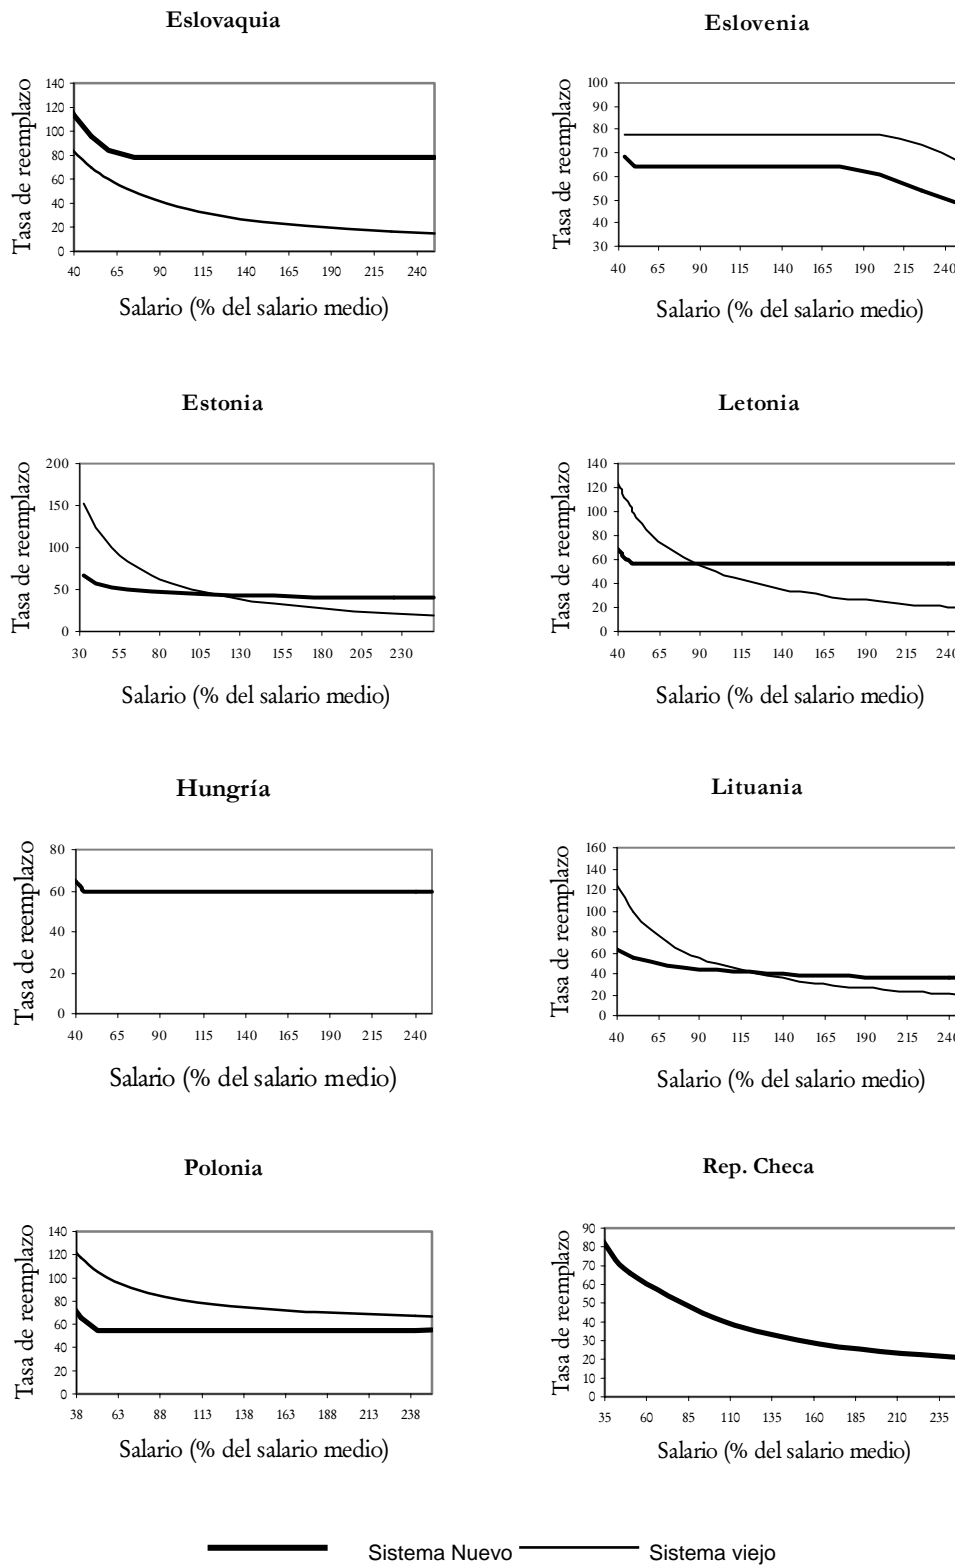 Eslovaquia
Tasa de reemplazo
140
120
100
80
60
40
20
0
40 65 90 115 140 165 190 215 240
Salario (% del salario medio)
Eslovenia
Tasa de reemplazo
100
90
80
70
60
50
40
30
40 65 90 115 140 165 190 215 240
Salario (% del salario medio)
Estonia
Tasa de reemplazo
200
150
100
50
0
30 55 80 105 130 155 180 205 230
Salario (% del salario medio)
Letonia
Tasa de reemplazo
140
120
100
80
60
40
20
0
40 65 90 115 140 165 190 215 240
Salario (% del salario medio)
Hungría
Tasa de reemplazo
80
60
40
20
0
40 65 90 115 140 165 190 215 240
Salario (% del salario medio)
Lituania
Tasa de reemplazo
160
140
120
100
80
60
40
20
0
40 65 90 115 140 165 190 215 240
Salario (% del salario medio)
Polonia
Tasa de reemplazo
140
120
100
80
60
40
20
0
38 63 88 113 138 163 188 213 238
Salario (% del salario medio)
Rep. Checa
Tasa de reemplazo
90
80
70
60
50
40
30
20
10
0
35 60 85 110 135 160 185 210 235
Salario (% del salario medio)
Sistema Nuevo Sistema viejo